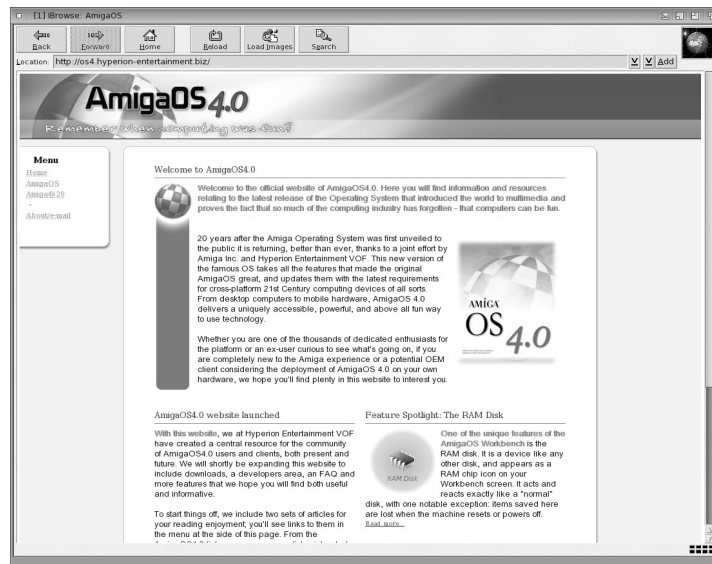 [1] IBrowse: AmigaOS
Back
Forward
Home
Reload
Load Images
Search
Location: http://os4.hyperion-entertainment.biz/
Add
AmigaOS 4.0
Remember when computing was fun?
Menu
Home
AmigaOS
Amiga@20
-
About/e-mail
Welcome to AmigaOS4.0
Welcome to the official website of AmigaOS4.0. Here you will find information and resources
relating to the latest release of the Operating System that introduced the world to multimedia and
proves the fact that so much of the computing industry has forgotten - that computers can be fun.
20 years after the Amiga Operating System was first unveiled to
the public it is returning, better than ever, thanks to a joint effort by
Amiga Inc. and Hyperion Entertainment VOF. This new version of
the famous OS takes all the features that made the original
AmigaOS great, and updates them with the latest requirements
for cross-platform 21st Century computing devices of all sorts.
From desktop computers to mobile hardware, AmigaOS 4.0
delivers a uniquely accessible, powerful, and above all fun way
to use technology.
Whether you are one of the thousands of dedicated enthusiasts for
the platform or an ex-user curious to see what's going on, if you
are completely new to the Amiga experience or a potential OEM
client considering the deployment of AmigaOS 4.0 on your own
hardware, we hope you'll find plenty in this website to interest you.
AMIGA
OS 4.0
AmigaOS4.0 website launched
With this website, we at Hyperion Entertainment VOF
have created a central resource for the community
of AmigaOS4.0 users and clients, both present and
future. We will shortly be expanding this website to
include downloads, a developers area, an FAQ and
more features that we hope you will find both useful
and informative.
To start things off, we include two sets of articles for
your reading enjoyment; you'll see links to them in
the menu at the side of this page. From the
Feature Spotlight: The RAM Disk
RAM Disk
One of the unique features of the
AmigaOS Workbench is the
RAM disk. It is a device like any
other disk, and appears as a
RAM chip icon on your
Workbench screen. It acts and
reacts exactly like a "normal"
disk, with one notable exception: items saved here
are lost when the machine resets or powers off.
Read more...